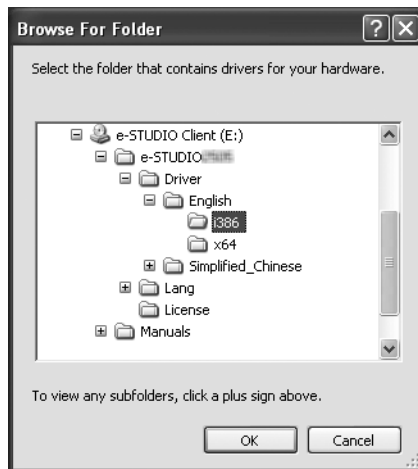 Browse For Folder
Select the folder that contains drivers for your hardware.
e-STUDIO Client (E:)
e-STUDIO
Driver
English
i386
x64
Simplified_Chinese
Lang
License
Manuals
To view any subfolders, click a plus sign above.
OK Cancel